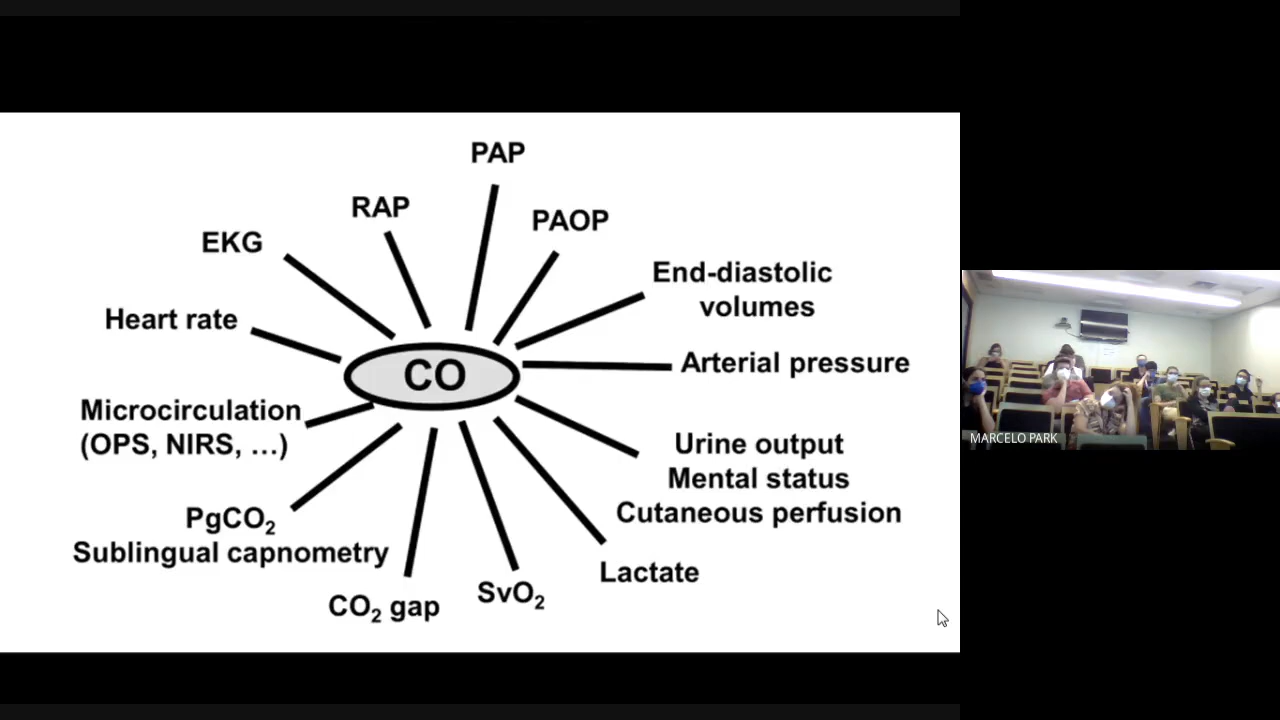 PAP
RAP
PAOP
EKG
End-diastolic
volumes
Heart rate
Arterial pressure
CO
Microcirculation
(OPS, NIRS, …)
Urine output
Mental status
Cutaneous perfusion
PgCO₂
Sublingual capnometry
Lactate
CO₂ gap
SvO₂
MARCELO PARK